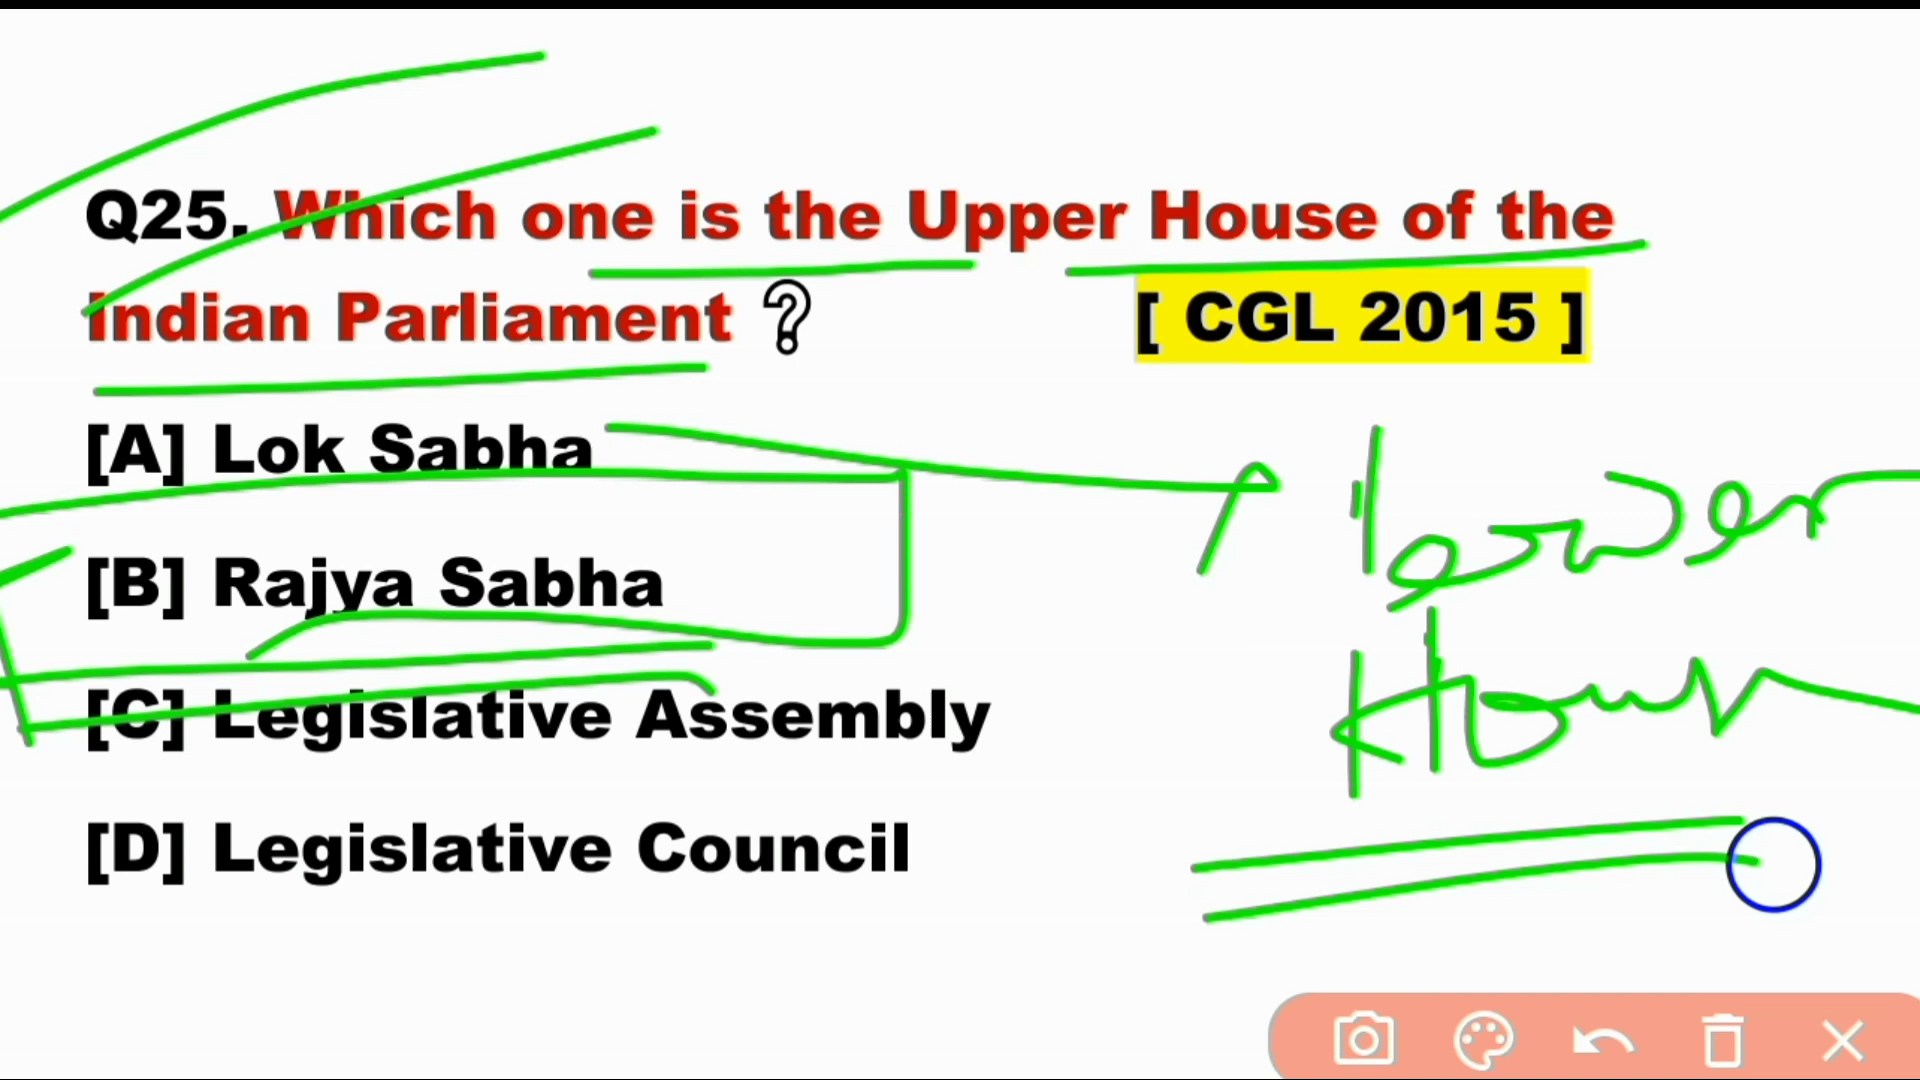 Q25. Which one is the Upper House of the
Indian Parliament ?
[ CGL 2015 ]
[A] Lok Sabha
lower
[B] Rajya Sabha
House
[C] Legislative Assembly
[D] Legislative Council